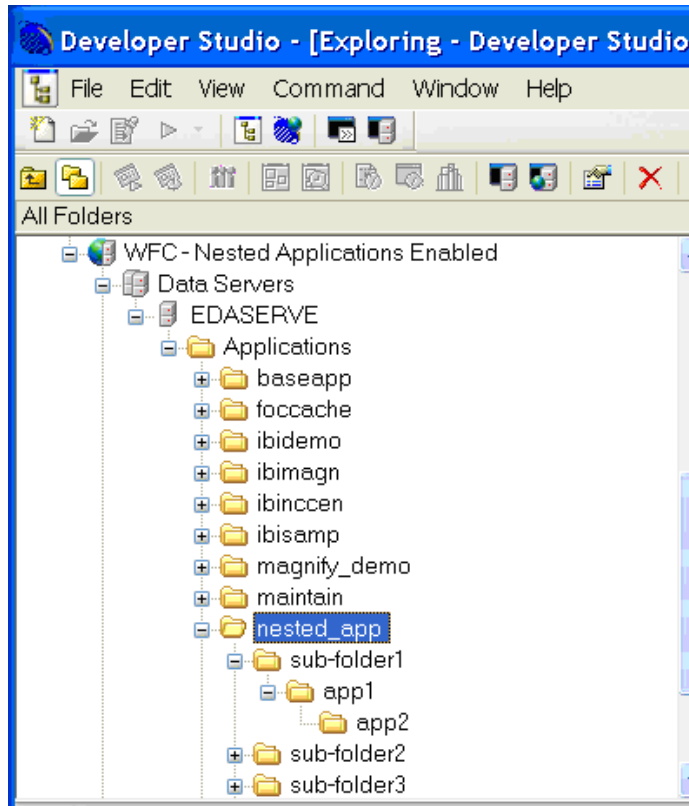 Developer Studio - [Exploring - Developer Studio
File Edit View Command Window Help
All Folders
WFC - Nested Applications Enabled
Data Servers
EDASERVE
Applications
baseapp
foccache
ibidemo
ibimagn
ibinccen
ibisamp
magnify_demo
maintain
nested_app
sub-folder1
app1
app2
sub-folder2
sub-folder3